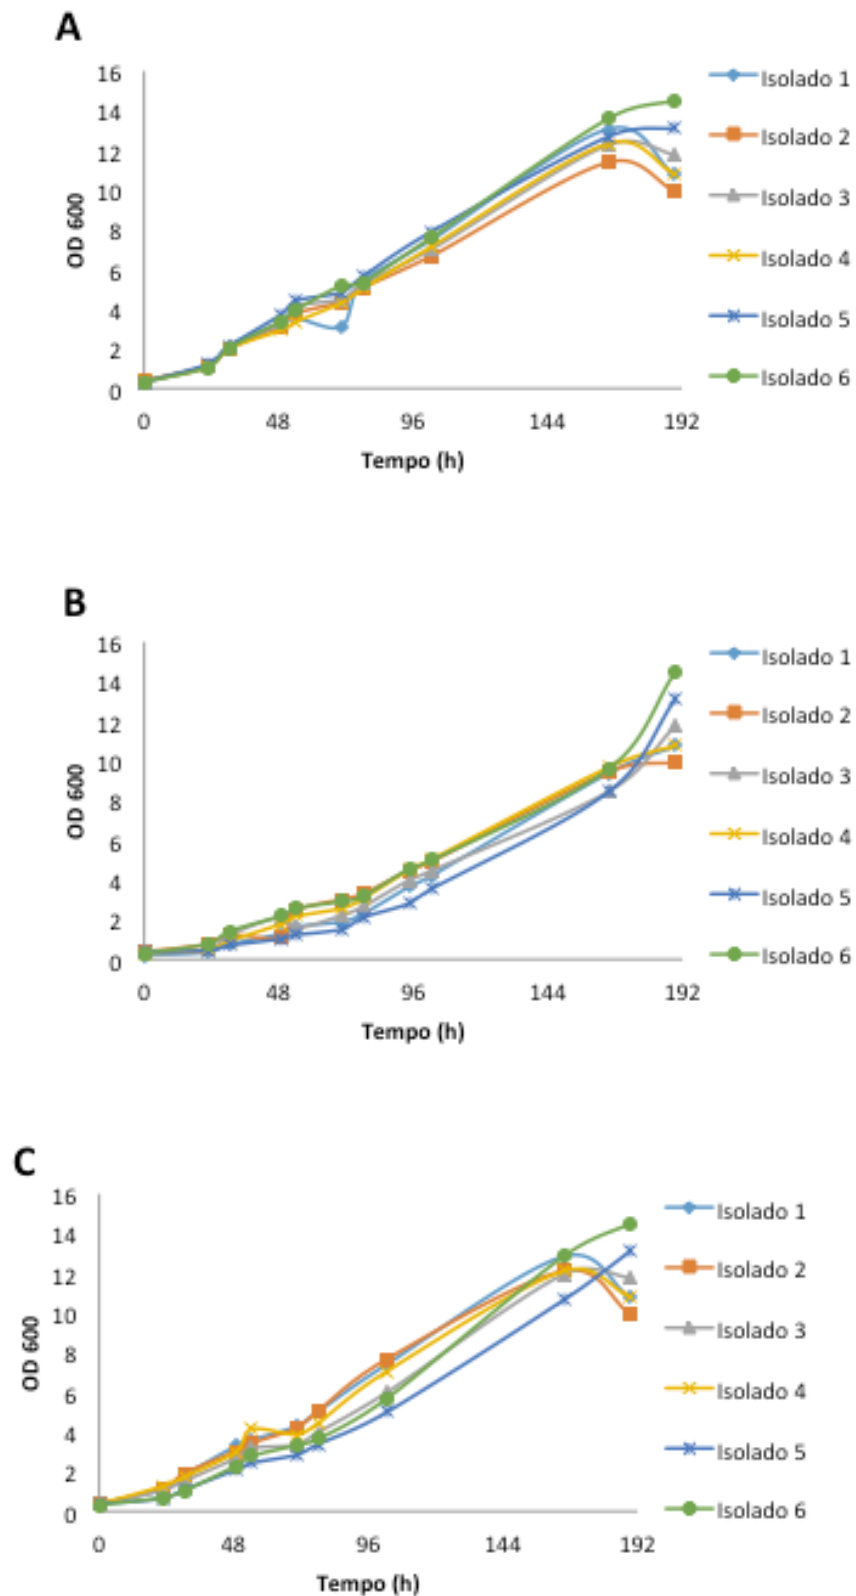 A
16
14
12
10
8
6
4
2
0
OD 600
0 48 96 144 192
Tempo (h)
Isolado 1
Isolado 2
Isolado 3
Isolado 4
Isolado 5
Isolado 6
B
16
14
12
10
8
6
4
2
0
OD 600
0 48 96 144 192
Tempo (h)
Isolado 1
Isolado 2
Isolado 3
Isolado 4
Isolado 5
Isolado 6
C
16
14
12
10
8
6
4
2
0
OD 600
0 48 96 144 192
Tempo (h)
Isolado 1
Isolado 2
Isolado 3
Isolado 4
Isolado 5
Isolado 6